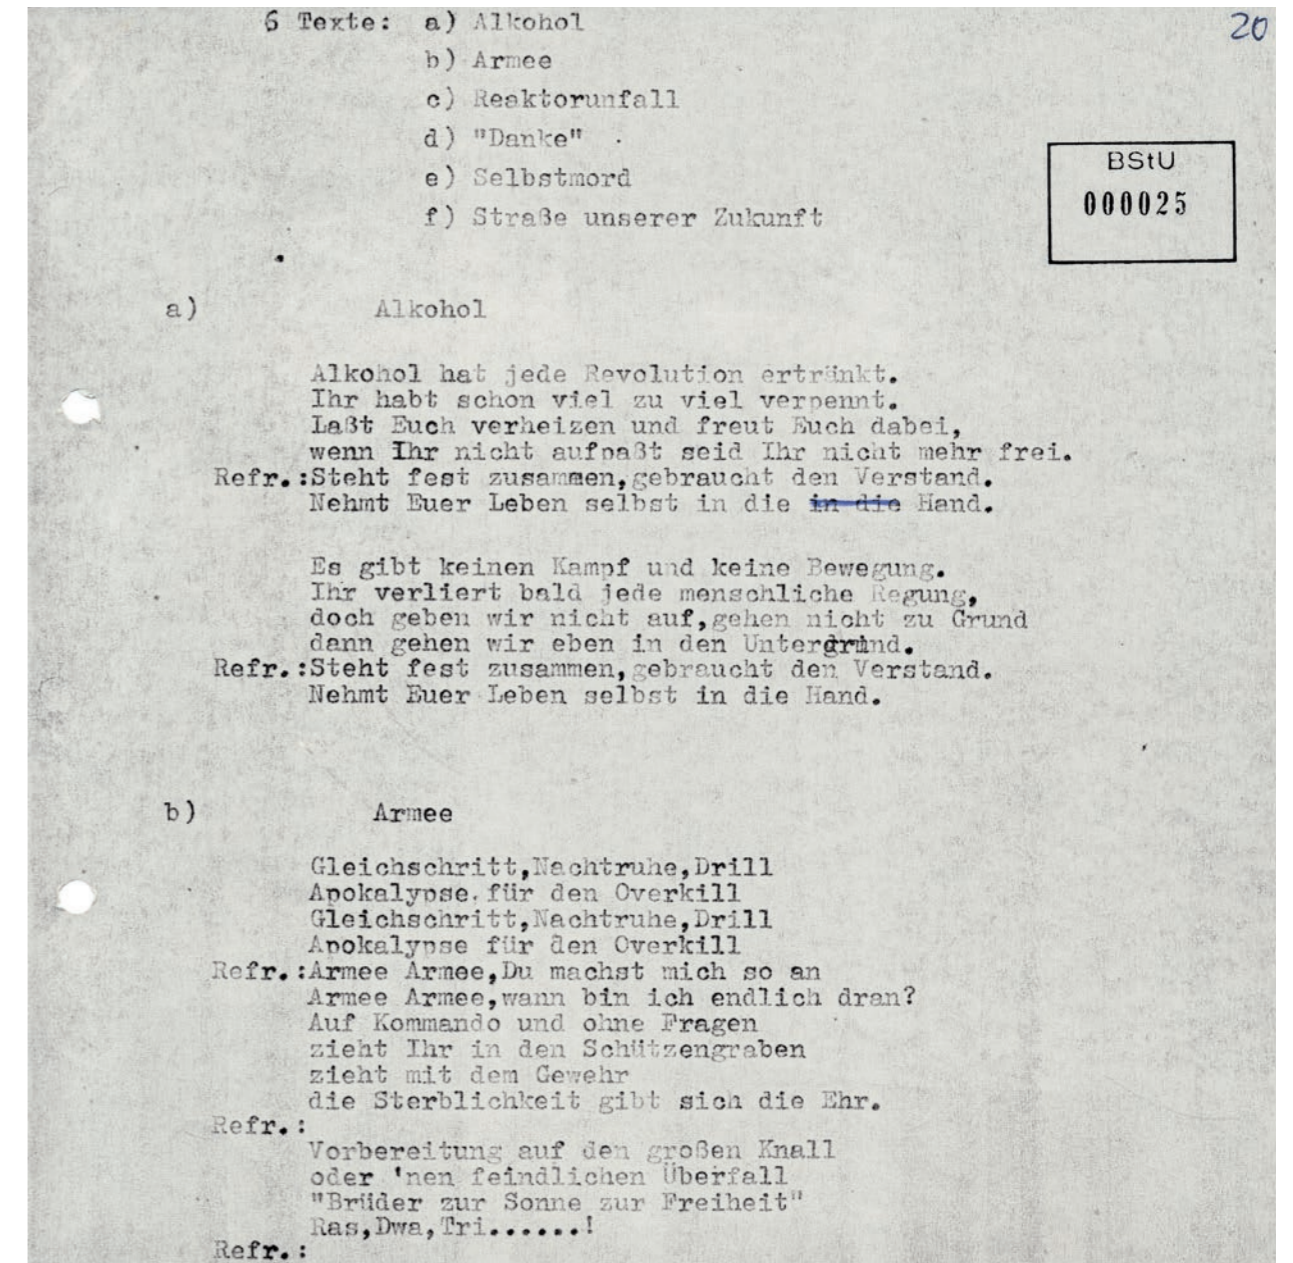 6 Texte: a) Alkohol
20
b) Armee
c) Reaktorunfall
d) "Danke"
e) Selbstmord
f) Straße unserer Zukunft
BStU
000025
a) Alkohol
Alkohol hat jede Revolution ertränkt.
Ihr habt schon viel zu viel verpennt.
Laßt Euch verheizen und freut Euch dabei,
wenn Ihr nicht aufpaßt seid Ihr nicht mehr frei.
Refr.:Steht fest zusammen,gebraucht den Verstand.
Nehmt Euer Leben selbst in die in die Hand.
Es gibt keinen Kampf und keine Bewegung.
Ihr verliert bald jede menschliche Regung,
doch geben wir nicht auf,gehen nicht zu Grund
dann gehen wir eben in den Untergrund.
Refr.:Steht fest zusammen,gebraucht den Verstand.
Nehmt Euer Leben selbst in die Hand.
b) Armee
Gleichschritt,Nachtruhe,Drill
Apokalypse für den Overkill
Gleichschritt,Nachtruhe,Drill
Apokalypse für den Overkill
Refr.:Armee Armee,Du machst mich so an
Armee Armee,wann bin ich endlich dran?
Auf Kommando und ohne Fragen
zieht Ihr in den Schützengraben
zieht mit dem Gewehr
die Sterblichkeit gibt sich die Ehr.
Refr.:
Vorbereitung auf den großen Knall
oder 'nen feindlichen Überfall
"Brüder zur Sonne zur Freiheit"
Ras,Dwa,Tri......!
Refr.: